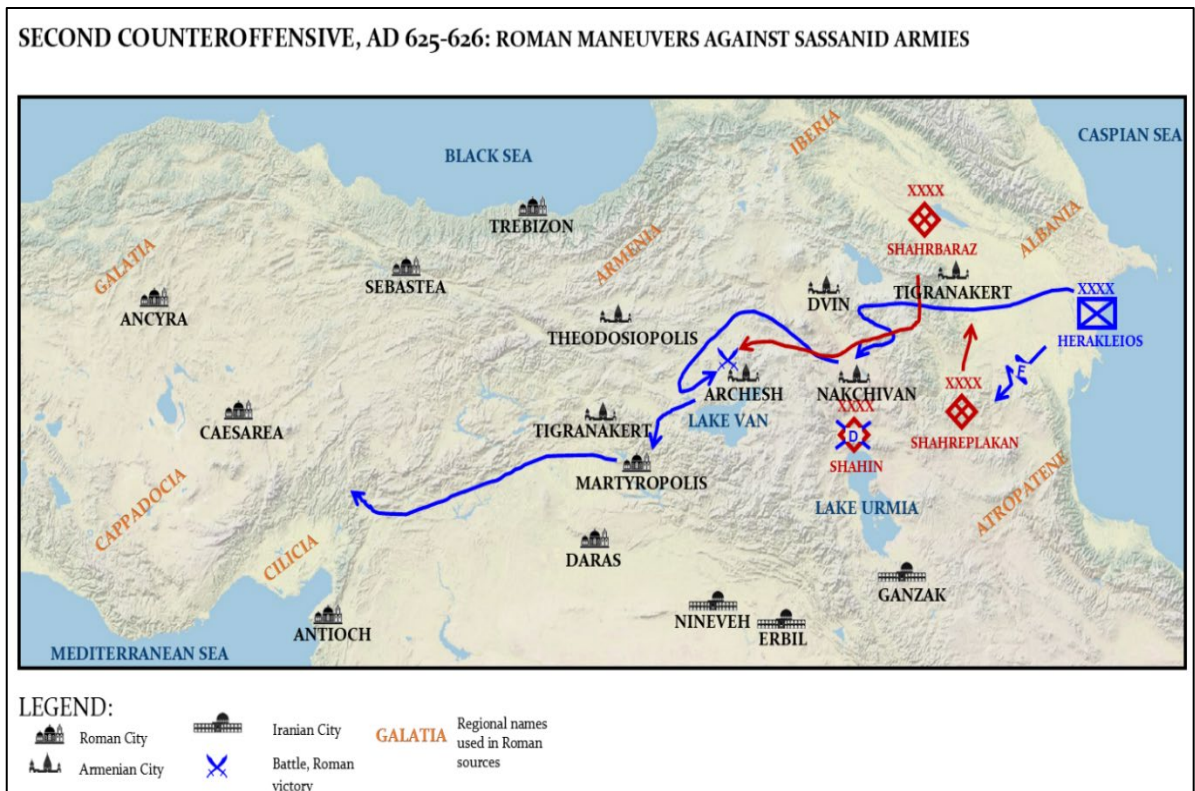 SECOND COUNTEROFFENSIVE, AD 625-626: ROMAN MANEUVERS AGAINST SASSANID ARMIES
CASPIAN SEA
IBERIA
BLACK SEA
XXXX
SHAHRBARAZ
ALBANIA
TREBIZON
ARMENIA
GALATIA
SEBASTEA
ANCYRA
DVIN
TIGRANAKERT
XXXX
HERAKLEIOS
THEODOSIOPOLIS
F
ARCHESH
NAKCHIVAN
XXXX
SHAHREPLAKAN
XXXX
D
SHAHIN
LAKE VAN
TIGRANAKERT
CAESAREA
MARTYROPOLIS
LAKE URMIA
ATROPATENE
CAPPADOCIA
CILICIA
DARAS
GANZAK
NINEVEH
ERBIL
ANTIOCH
MEDITERRANEAN SEA
LEGEND:
Roman City
Armenian City
Iranian City
Battle, Roman
victory
GALATIA
Regional names
used in Roman
sources